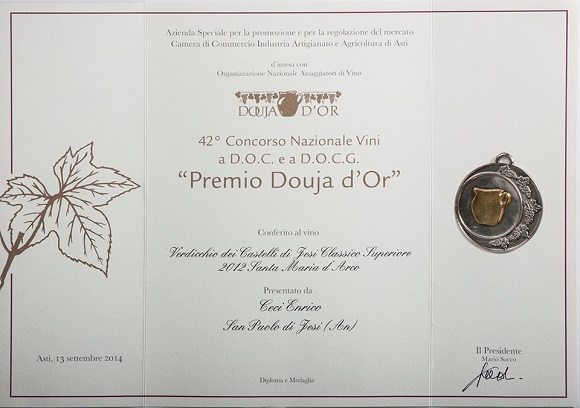 Azienda Speciale per la promozione e per la regolazione del mercato
Camera di Commercio Industria Artigianato e Agricoltura di Asti
d'intesa con
Organizzazione Nazionale Assaggiatori di Vino
DOUJA D'OR
42° Concorso Nazionale Vini
a D.O.C. e a D.O.C.G.
"Premio Douja d'Or"
Conferito al vino
Verdicchio dei Castelli di Jesi Classico Superiore
2012 Santa Maria d'Arco
Presentato da
Ceci Enrico
San Paolo di Jesi (An)
Asti, 13 settembre 2014
Il Presidente
Mario Sacco
Diploma e Medaglia